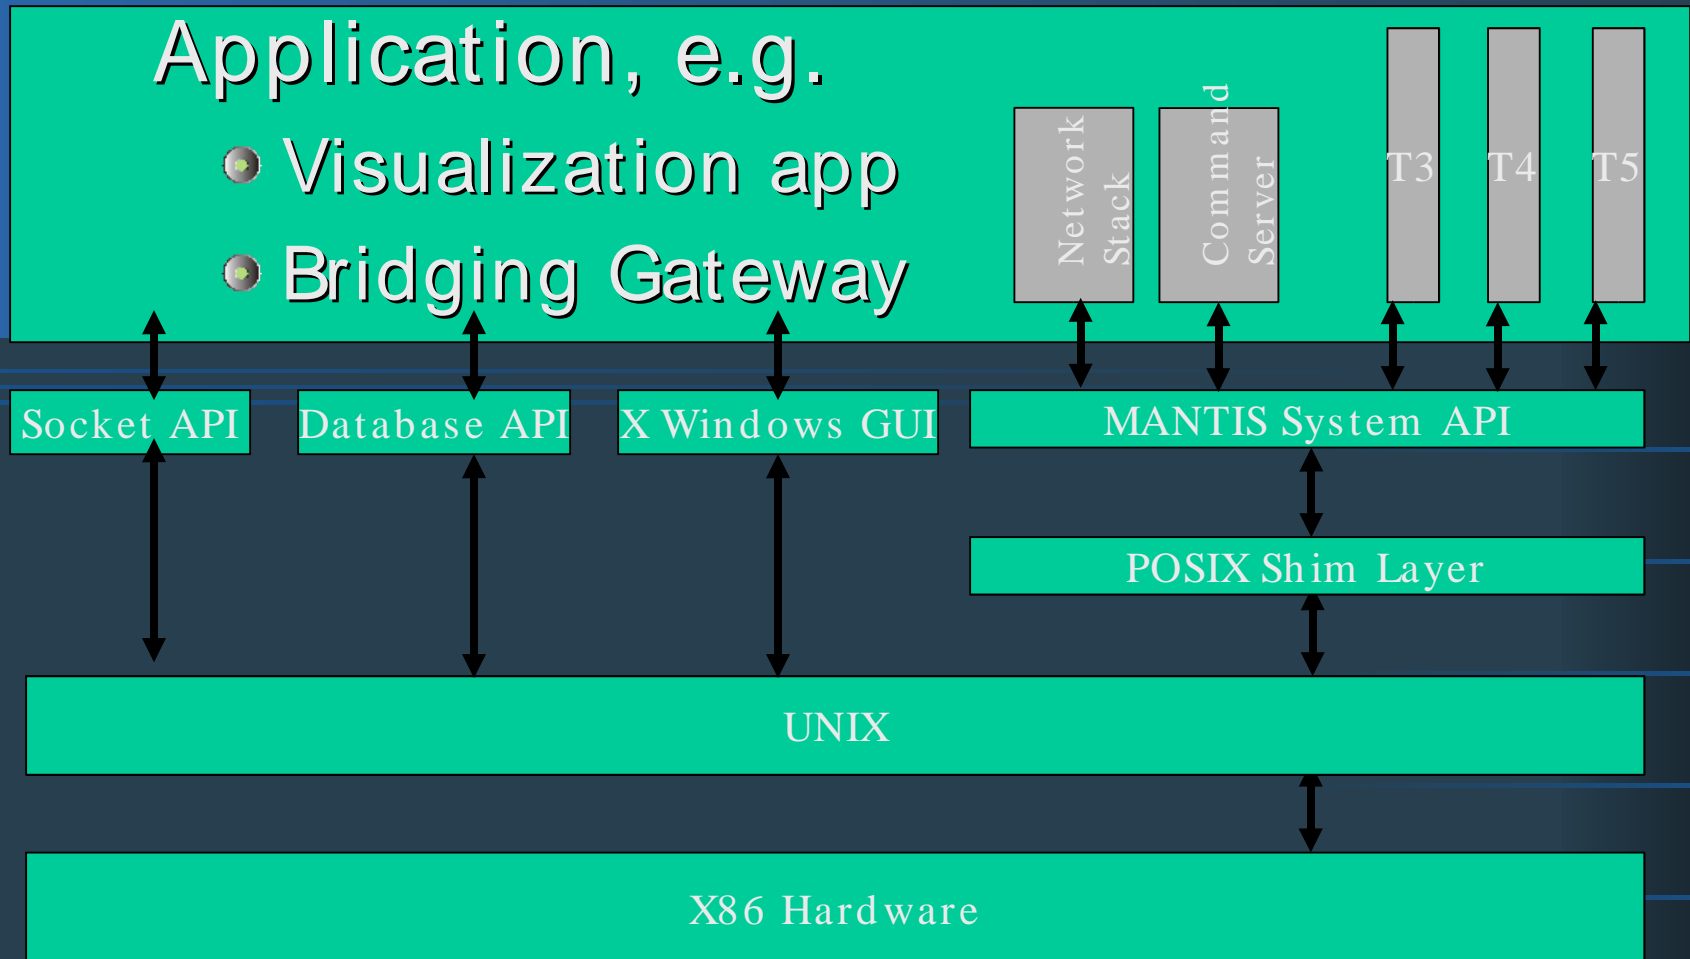 Application, e.g.
Visualization app
Bridging Gateway
Network
Stack
Command
Server
T3
T4
T5
Socket API
Database API
X Windows GUI
MANTIS System API
POSIX Shim Layer
UNIX
X86 Hardware